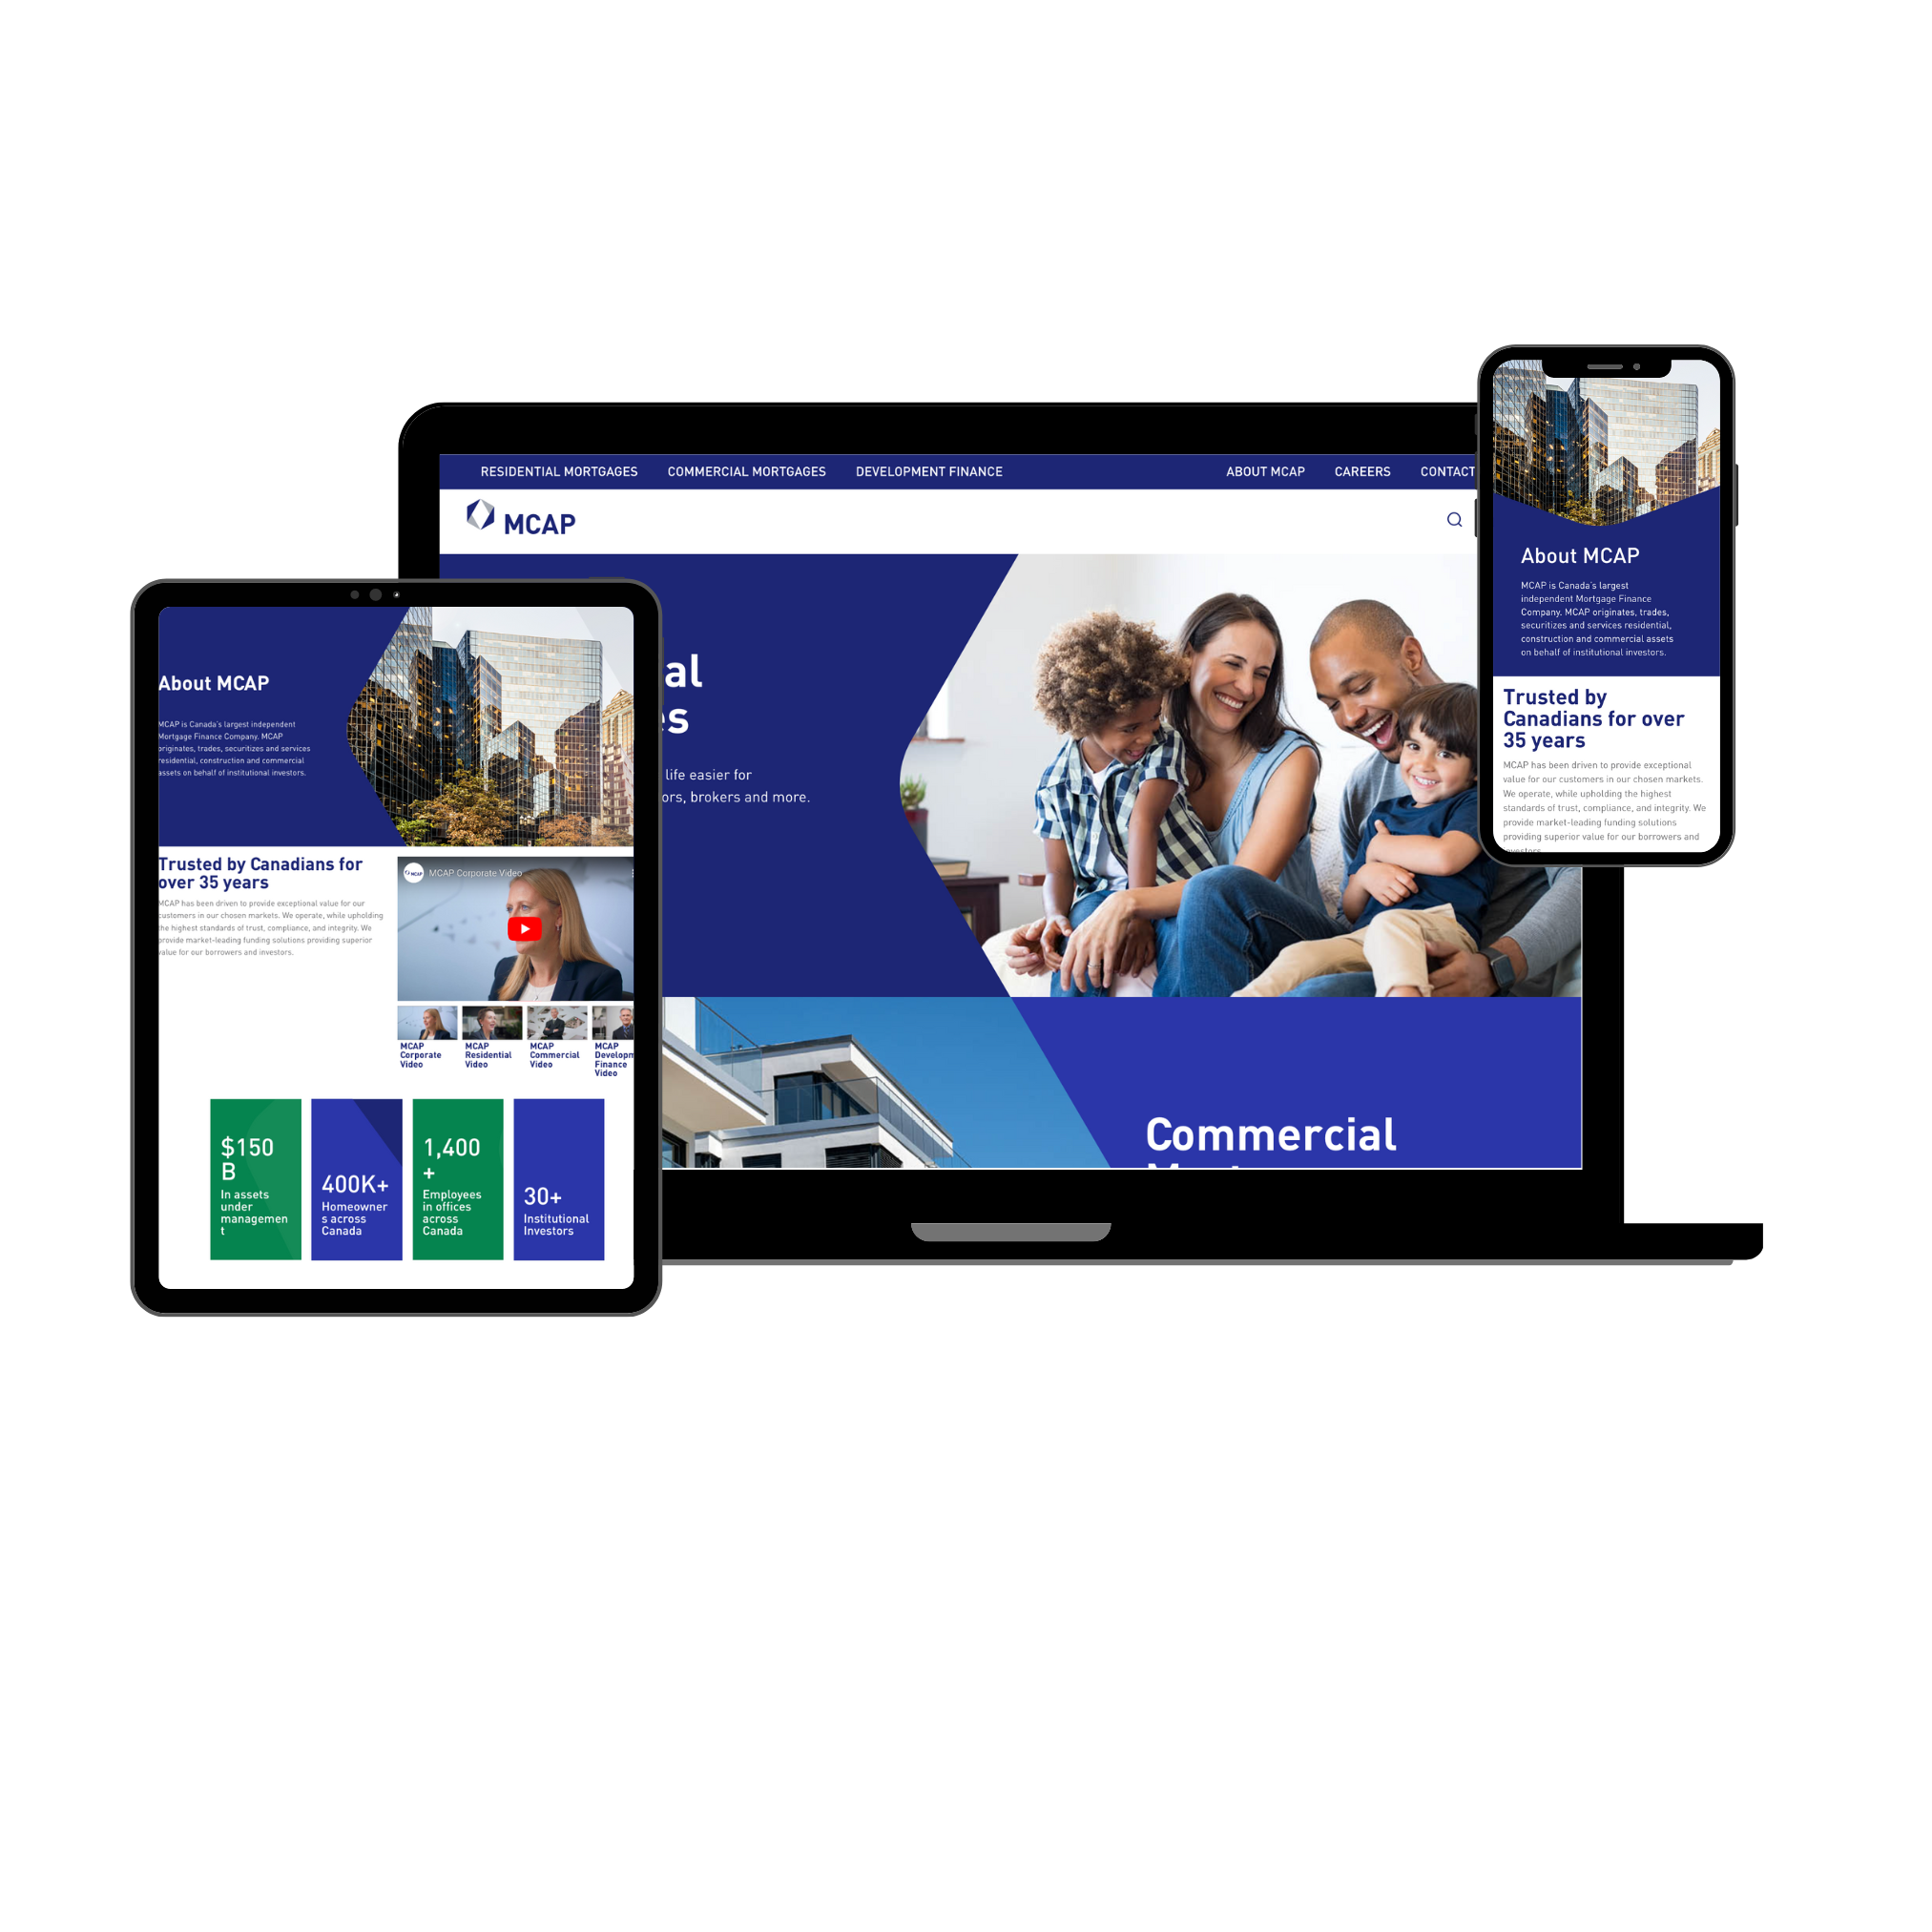 RESIDENTIAL MORTGAGES COMMERCIAL MORTGAGES DEVELOPMENT FINANCE ABOUT MCAP CAREERS CONTACT
MCAP
al
s
life easier for
ors, brokers and more.
Commercial
About MCAP
MCAP is Canada's largest independent
Mortgage Finance Company. MCAP
originates, trades, securitizes and services
residential, construction and commercial
assets on behalf of institutional investors.
Trusted by Canadians for
over 35 years
MCAP has been driven to provide exceptional value for our
customers in our chosen markets. We operate, while upholding
the highest standards of trust, compliance, and integrity. We
provide market-leading funding solutions providing superior
value for our borrowers and investors.
MCAP MCAP Corporate Video
MCAP
Corporate
Video
MCAP
Residential
Video
MCAP
Commercial
Video
MCAP
Developm
Finance
Video
$150
B
In assets
under
managemen
t
400K+
Homeowner
s across
Canada
1,400
+
Employees
in offices
across
Canada
30+
Institutional
Investors
About MCAP
MCAP is Canada's largest
independent Mortgage Finance
Company. MCAP originates, trades,
securitizes and services residential,
construction and commercial assets
on behalf of institutional investors.
Trusted by
Canadians for over
35 years
MCAP has been driven to provide exceptional
value for our customers in our chosen markets.
We operate, while upholding the highest
standards of trust, compliance, and integrity. We
provide market-leading funding solutions
providing superior value for our borrowers and
investors.